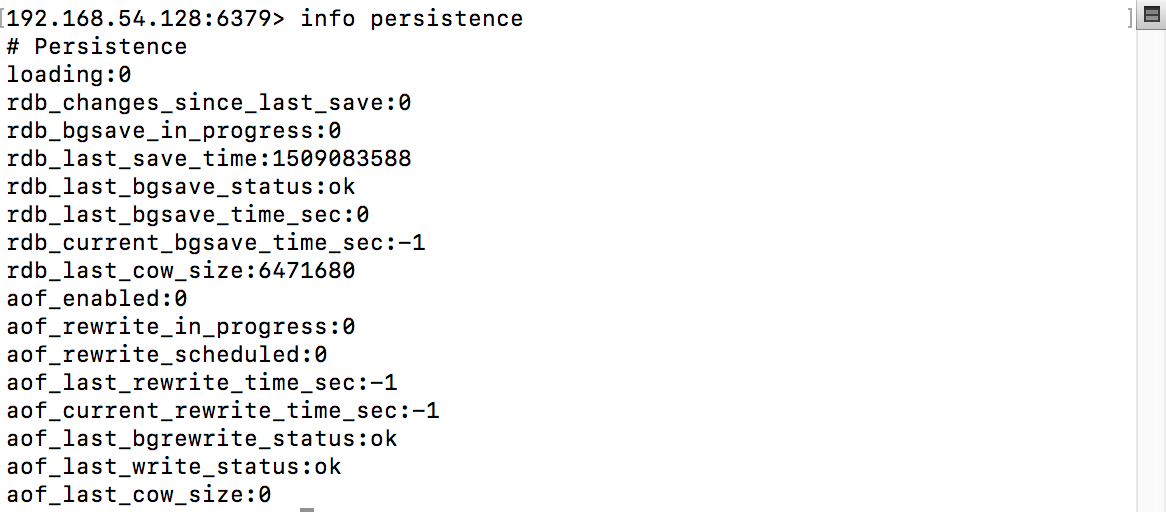 [192.168.54.128:6379> info persistence ]
# Persistence
loading:0
rdb_changes_since_last_save:0
rdb_bgsave_in_progress:0
rdb_last_save_time:1509083588
rdb_last_bgsave_status:ok
rdb_last_bgsave_time_sec:0
rdb_current_bgsave_time_sec:-1
rdb_last_cow_size:6471680
aof_enabled:0
aof_rewrite_in_progress:0
aof_rewrite_scheduled:0
aof_last_rewrite_time_sec:-1
aof_current_rewrite_time_sec:-1
aof_last_bgrewrite_status:ok
aof_last_write_status:ok
aof_last_cow_size:0